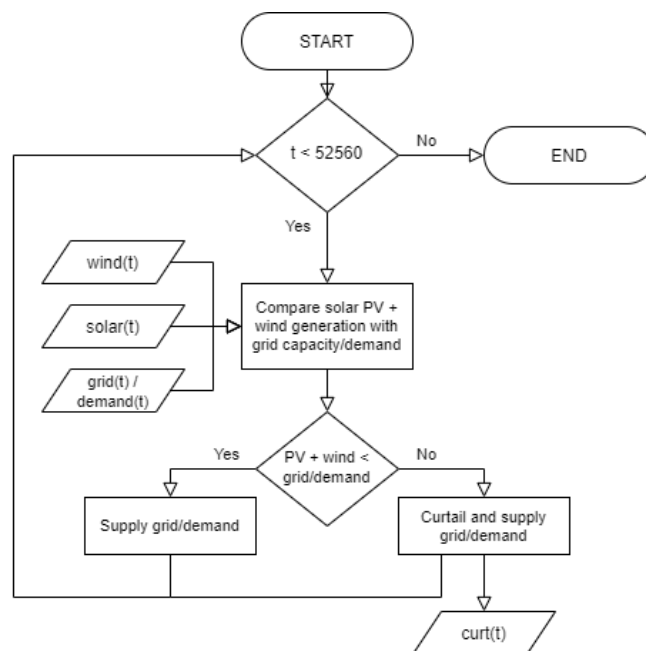 START
t < 52560
No
END
Yes
wind(t)
solar(t)
grid(t) /
demand(t)
Compare solar PV +
wind generation with
grid capacity/demand
Yes
PV + wind <
grid/demand
No
Supply grid/demand
Curtail and supply
grid/demand
curt(t)